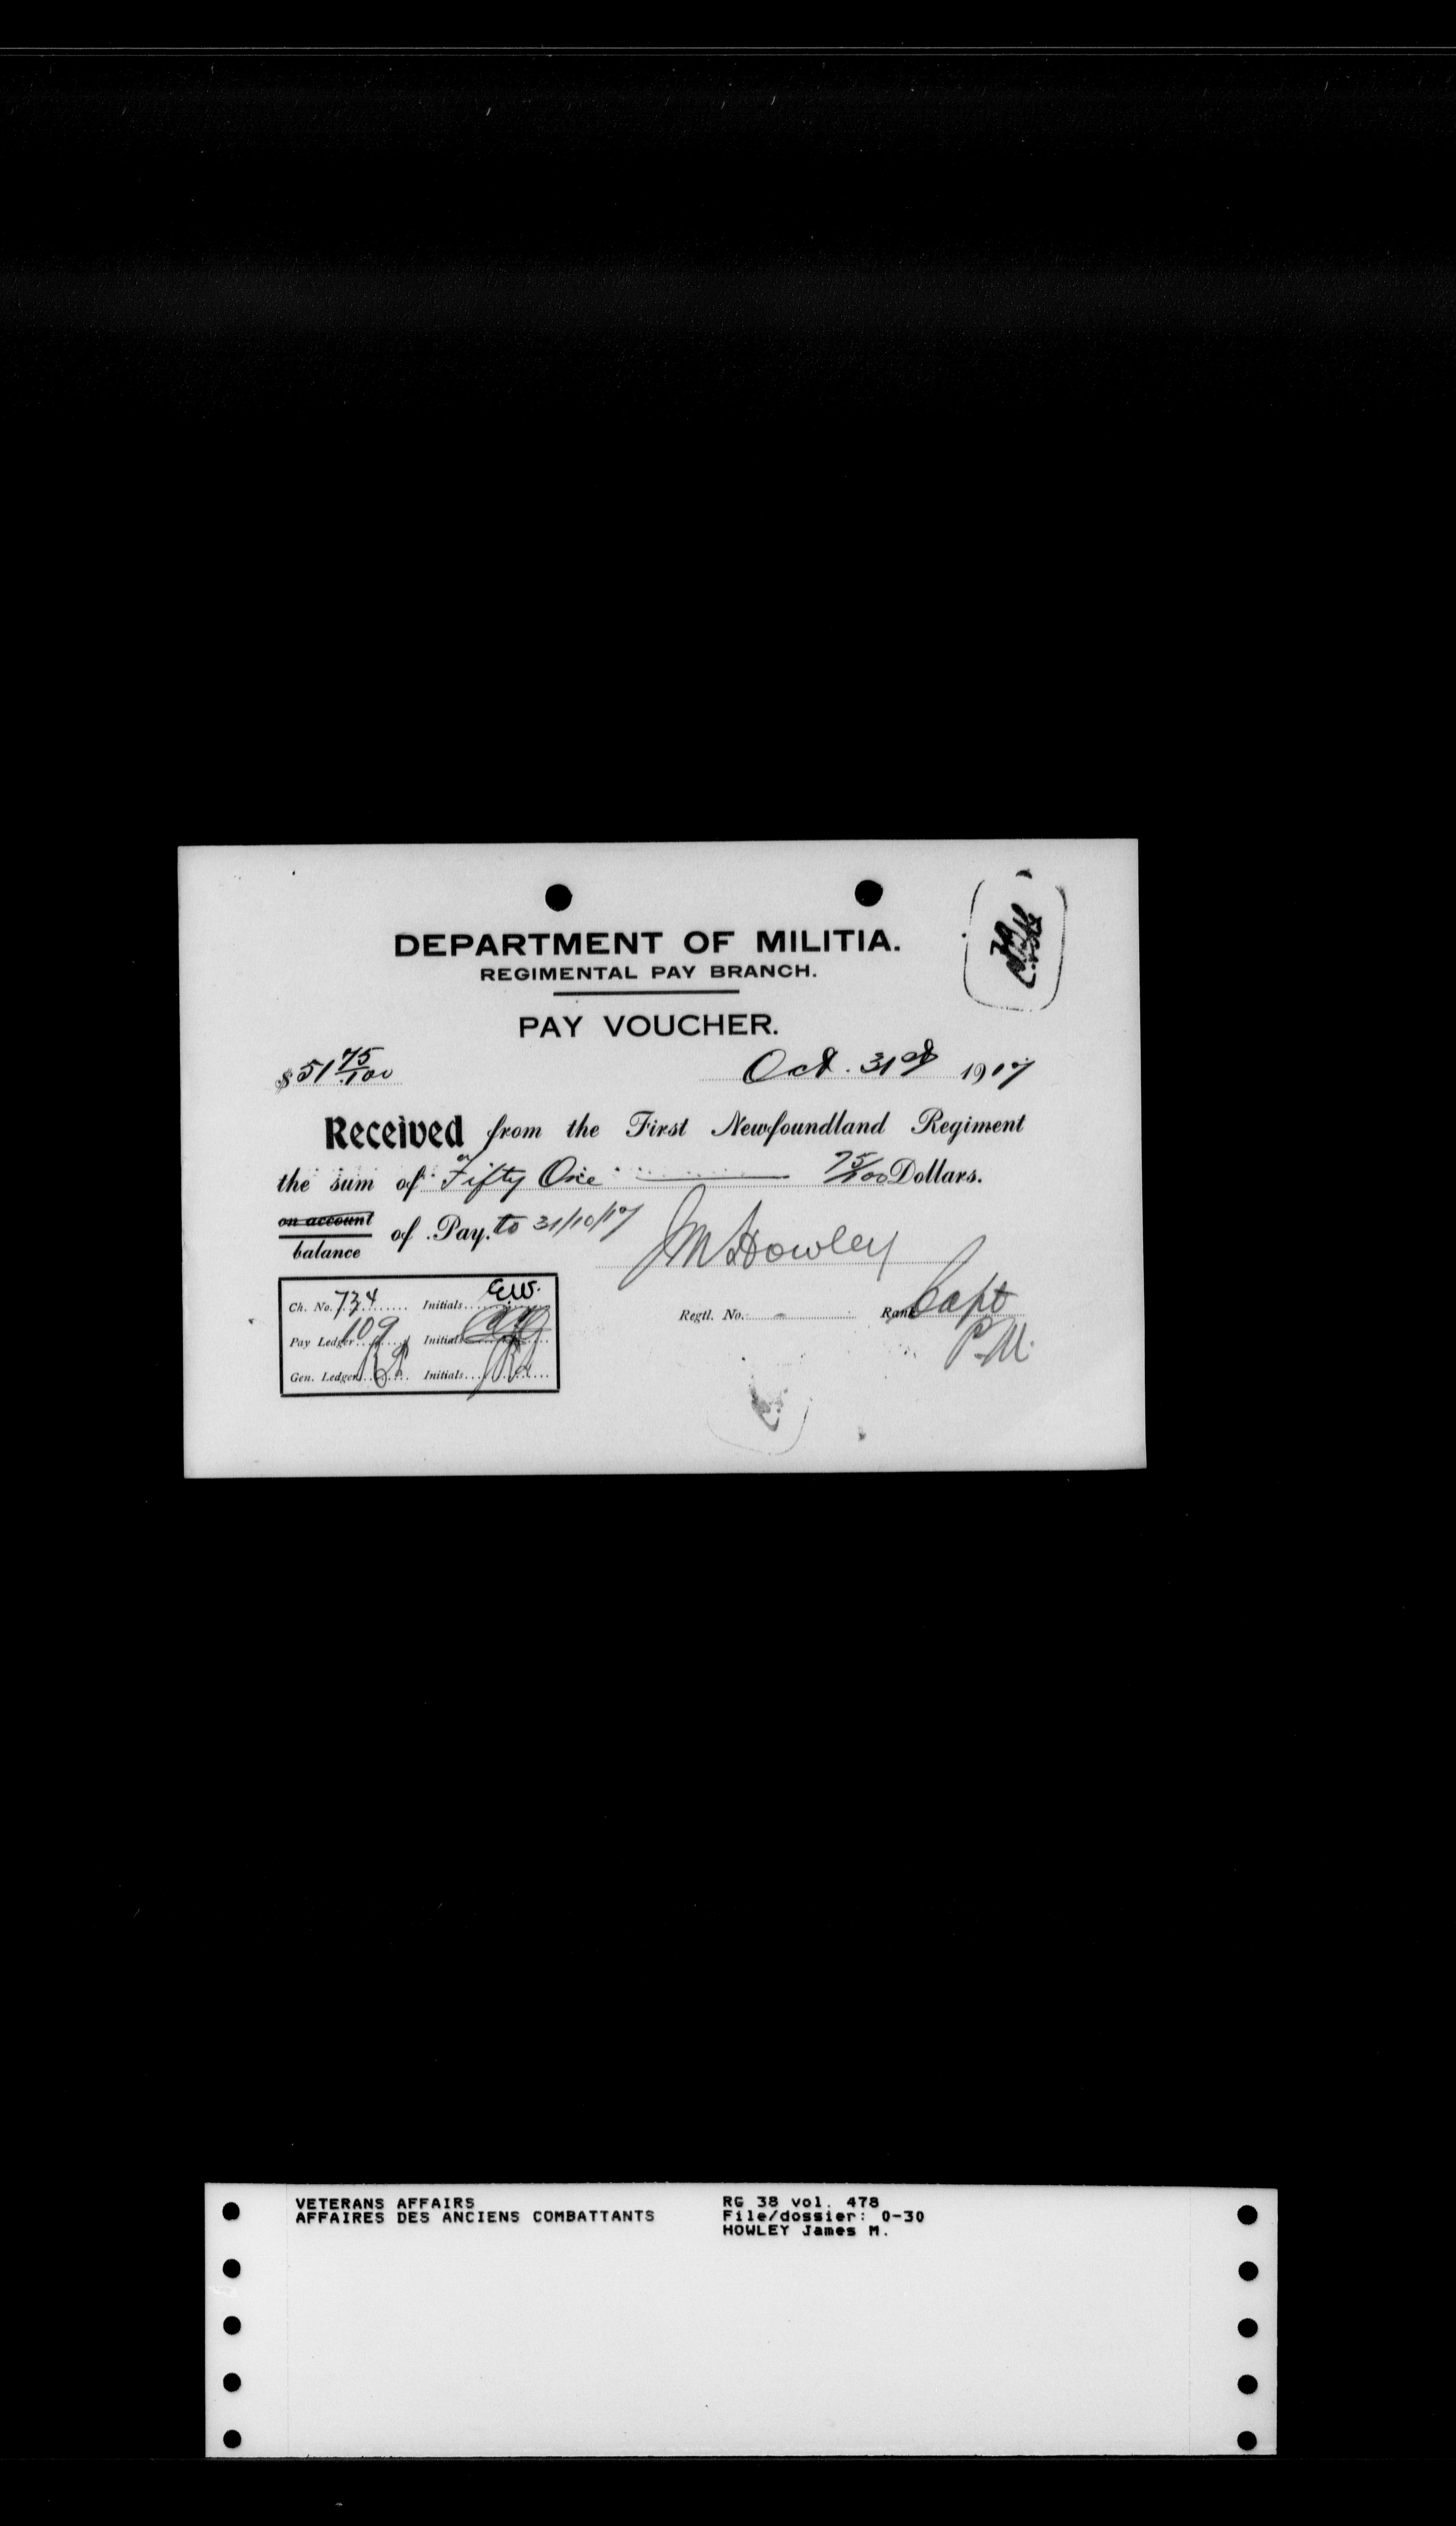 DEPARTMENT OF MILITIA.
REGIMENTAL PAY BRANCH.
PAY VOUCHER.
$51 75/100 Oct. 31st 1917
Received from the First Newfoundland Regiment
the sum of Fifty One 75/100 Dollars.
on account
balance of Pay. to 31/10/17
J M Howley
Ch. No. 734 Initials E.W.
Regtl. No. - Rank Capt
P.M.
Pay Ledger 109 Initials
Gen. Ledger Initials
VETERANS AFFAIRS RG 38 vol. 478
AFFAIRES DES ANCIENS COMBATTANTS File/dossier: 0-30
HOWLEY James M.